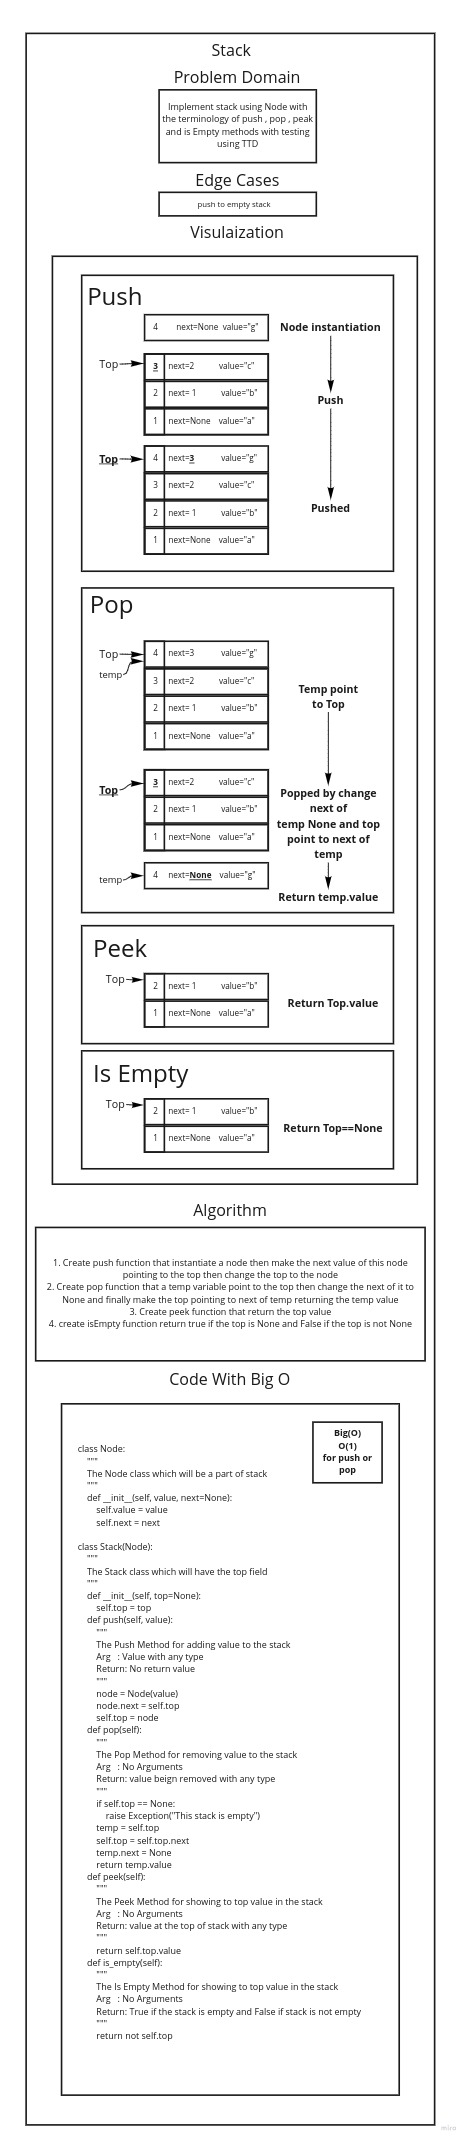 Stack
Problem Domain
Implement stack using Node with
the terminology of push , pop , peak
and is Empty methods with testing
using TTD
Edge Cases
push to empty stack
Visulaization
Push
4 next=None value="g"
Node instantiation
Top
3 next=2 value="c"
2 next= 1 value="b"
Push
1 next=None value="a"
Top
4 next=3 value="g"
3 next=2 value="c"
2 next= 1 value="b"
Pushed
1 next=None value="a"
Pop
Top
4 next=3 value="g"
temp
3 next=2 value="c"
2 next= 1 value="b"
1 next=None value="a"
Temp point
to Top
Top
3 next=2 value="c"
2 next= 1 value="b"
1 next=None value="a"
Popped by change
next of
temp None and top
point to next of
temp
temp
4 next=None value="g"
Return temp.value
Peek
Top
2 next= 1 value="b"
1 next=None value="a"
Return Top.value
Is Empty
Top
2 next= 1 value="b"
1 next=None value="a"
Return Top==None
Algorithm
1. Create push function that instantiate a node then make the next value of this node
pointing to the top then change the top to the node
2. Create pop function that a temp variable point to the top then change the next of it to
None and finally make the top pointing to next of temp returning the temp value
3. Create peek function that return the top value
4. create isEmpty function return true if the top is None and False if the top is not None
Code With Big O
Big(O)
O(1)
for push or
pop
class Node:
"""
The Node class which will be a part of stack
"""
def __init__(self, value, next=None):
self.value = value
self.next = next
class Stack(Node):
"""
The Stack class which will have the top field
"""
def __init__(self, top=None):
self.top = top
def push(self, value):
"""
The Push Method for adding value to the stack
Arg : Value with any type
Return: No return value
"""
node = Node(value)
node.next = self.top
self.top = node
def pop(self):
"""
The Pop Method for removing value to the stack
Arg : No Arguments
Return: value beign removed with any type
"""
if self.top == None:
raise Exception("This stack is empty")
temp = self.top
self.top = self.top.next
temp.next = None
return temp.value
def peek(self):
"""
The Peek Method for showing to top value in the stack
Arg : No Arguments
Return: value at the top of stack with any type
"""
return self.top.value
def is_empty(self):
"""
The Is Empty Method for showing to top value in the stack
Arg : No Arguments
Return: True if the stack is empty and False if stack is not empty
"""
return not self.top
miro